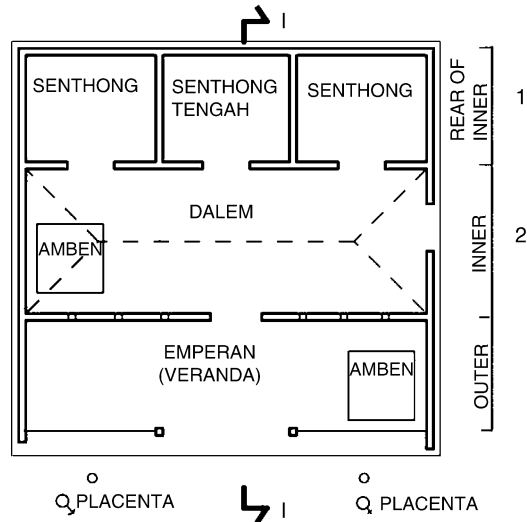 I
SENTHONG
SENTHONG
TENGAH
SENTHONG
REAR OF
INNER
1
DALEM
AMBEN
INNER
2
EMPERAN
(VERANDA)
AMBEN
OUTER
PLACENTA
I
PLACENTA